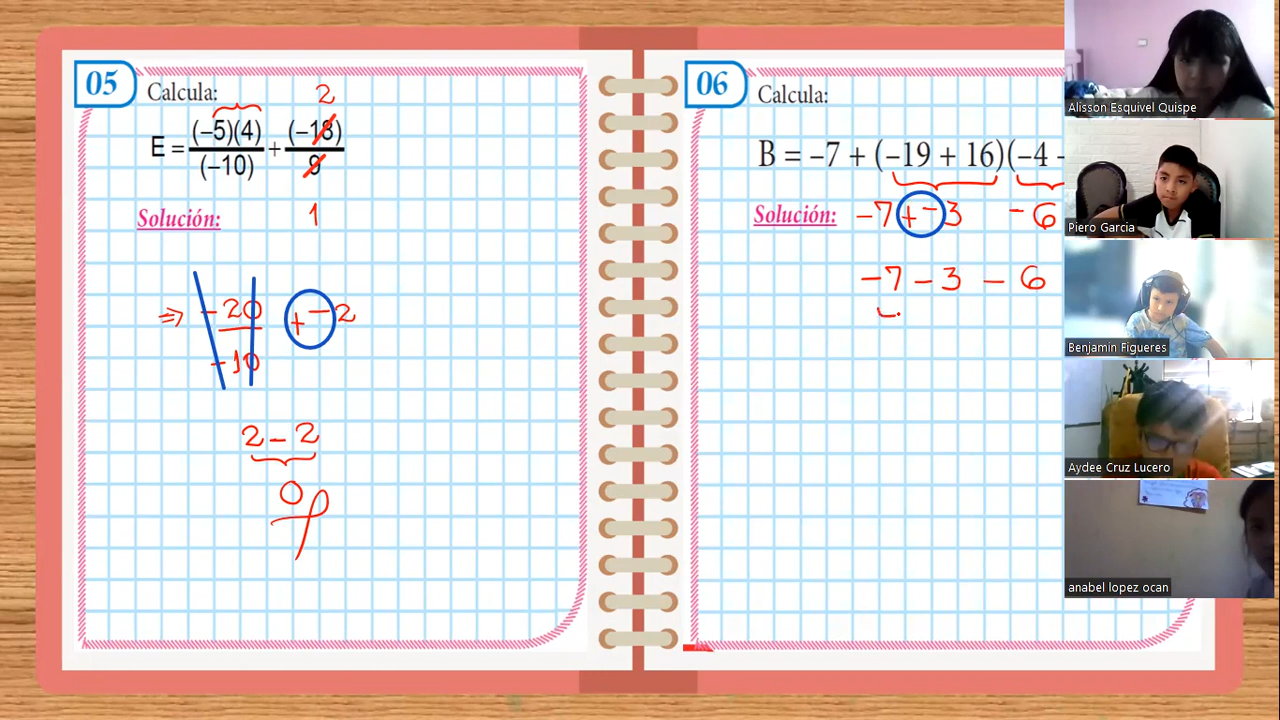 05
Calcula:
2
E = (–5)(4)/(–10) + (–18)/9
1
Solución:
⇒ -20/-10 + -2
2 - 2
0
06
Calcula:
B = –7 + (–19 + 16)(–4 –
Solución:
-7 + -3 - 6
-7 - 3 - 6
Alisson Esquivel Quispe
Piero Garcia
Benjamin Figueres
Aydee Cruz Lucero
anabel lopez ocan